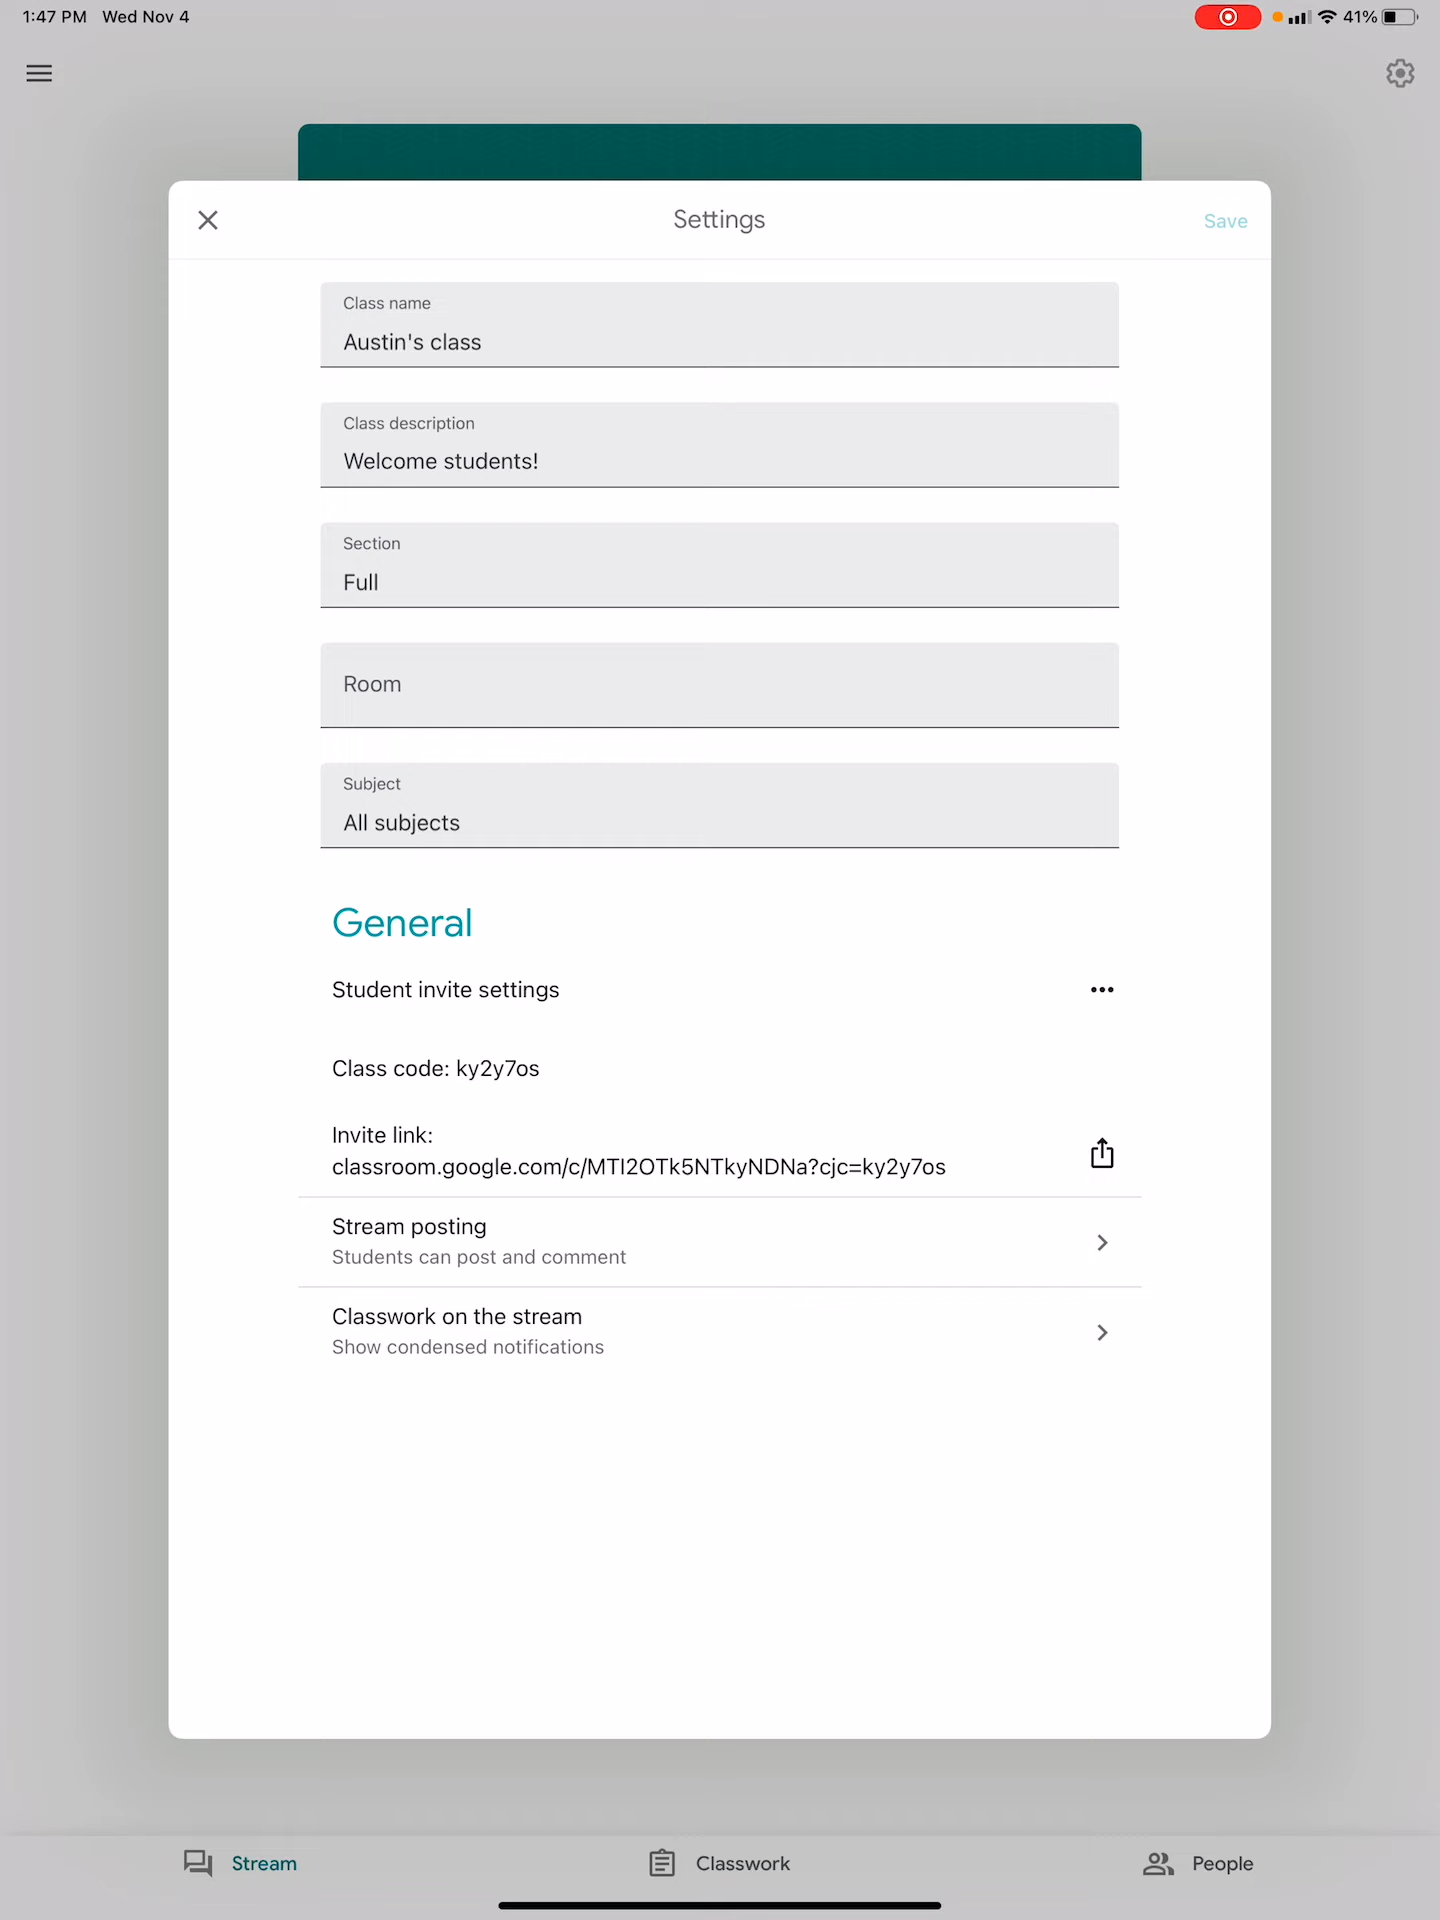 1:47 PM Wed Nov 4
41%
Settings
Save
Class name
Austin's class
Class description
Welcome students!
Section
Full
Room
Subject
All subjects
General
Student invite settings
Class code: ky2y7os
Invite link:
classroom.google.com/c/MTI2OTk5NTkyNDNa?cjc=ky2y7os
Stream posting
Students can post and comment
Classwork on the stream
Show condensed notifications
Stream
Classwork
People